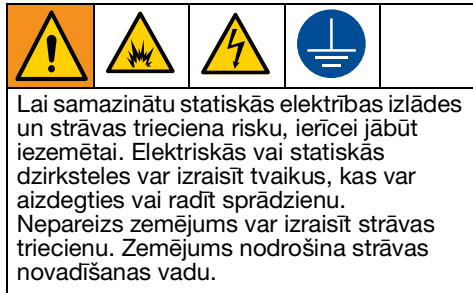 Lai samazinātu statiskās elektrības izlādes
un strāvas trieciena risku, ierīcei jābūt
iezemētai. Elektriskās vai statiskās
dzirksteles var izraisīt tvaikus, kas var
aizdegties vai radīt sprādzienu.
Nepareizs zemējums var izraisīt strāvas
triecienu. Zemējums nodrošina strāvas
novadīšanas vadu.